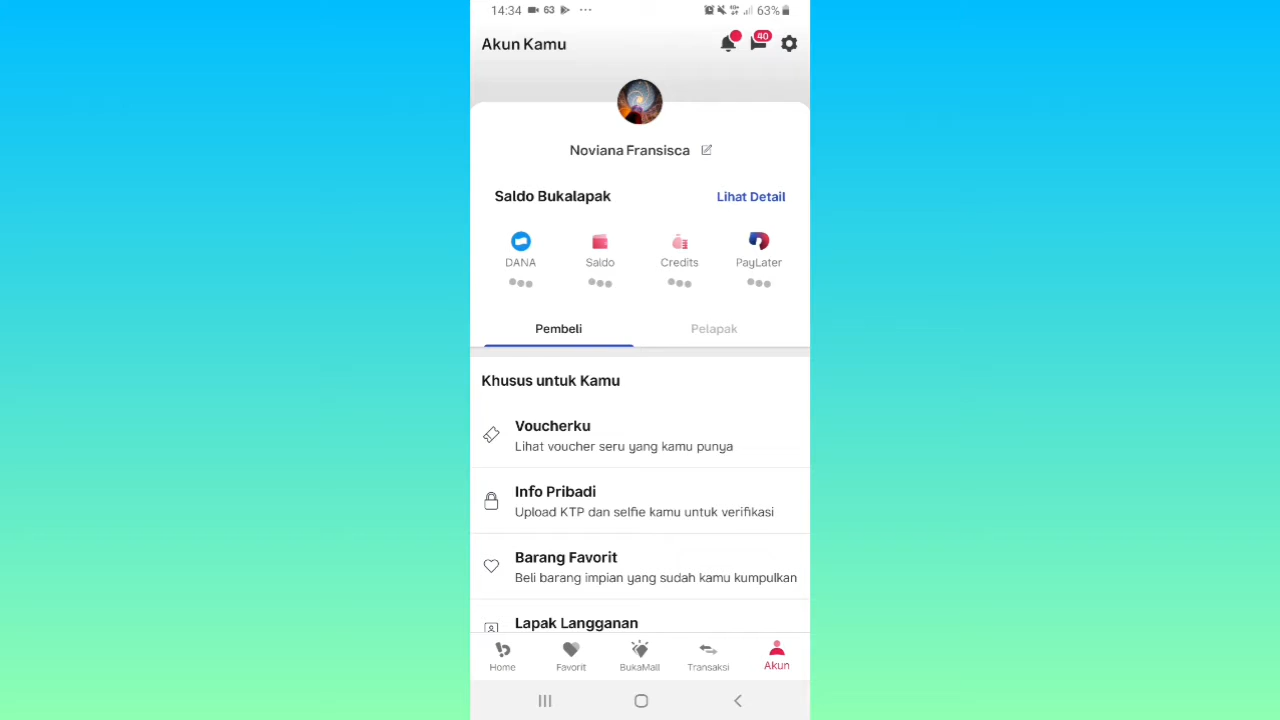 14:34 63 63%
Akun Kamu 40
Noviana Fransisca
Saldo Bukalapak Lihat Detail
DANA Saldo Credits PayLater
Pembeli Pelapak
Khusus untuk Kamu
Voucherku
Lihat voucher seru yang kamu punya
Info Pribadi
Upload KTP dan selfie kamu untuk verifikasi
Barang Favorit
Beli barang impian yang sudah kamu kumpulkan
Lapak Langganan
Home Favorit BukaMall Transaksi Akun